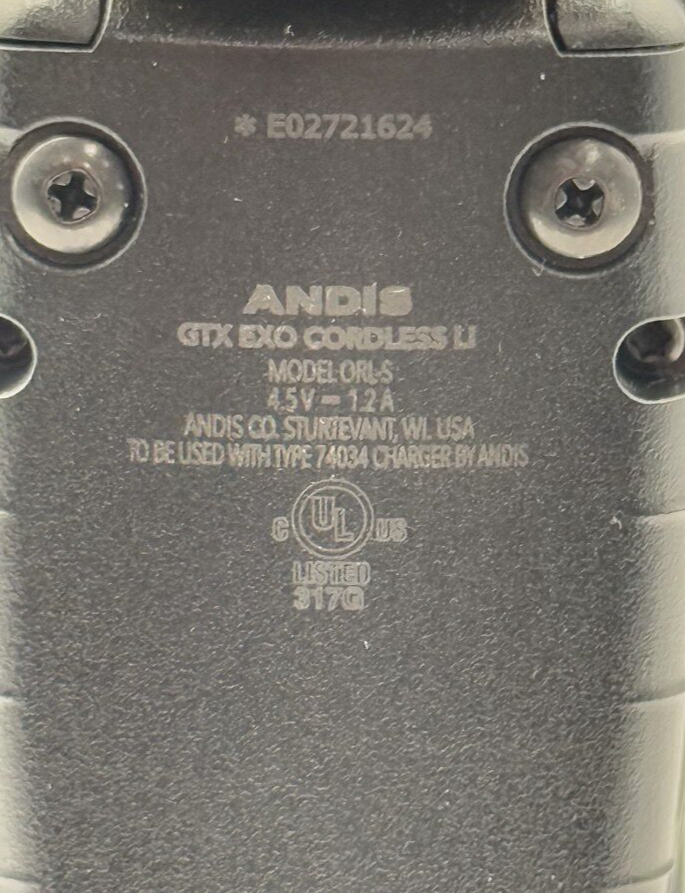 * E02721624
ANDIS
GTX EXO CORDLESS LI
MODEL ORL-S
4.5 V ⎓ 1.2 A
ANDIS CO. STURTEVANT, WI. USA
TO BE USED WITH TYPE 74034 CHARGER BY ANDIS
C UL US
LISTED
317G